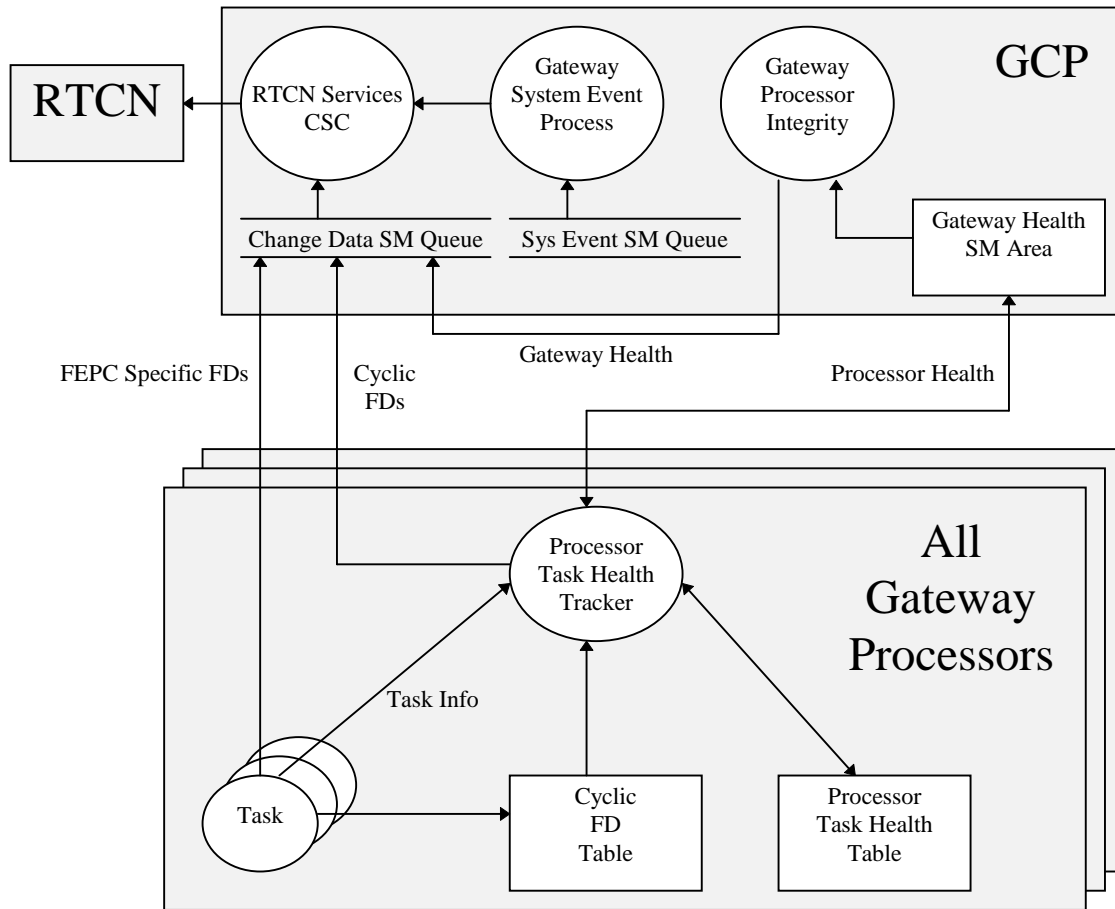 GCP
RTCN
RTCN Services
CSC
Gateway
System Event
Process
Gateway
Processor
Integrity
Change Data SM Queue
Sys Event SM Queue
Gateway Health
SM Area
FEPC Specific FDs
Cyclic
FDs
Gateway Health
Processor Health
All
Gateway
Processors
Processor
Task Health
Tracker
Task Info
Task
Cyclic
FD
Table
Processor
Task Health
Table